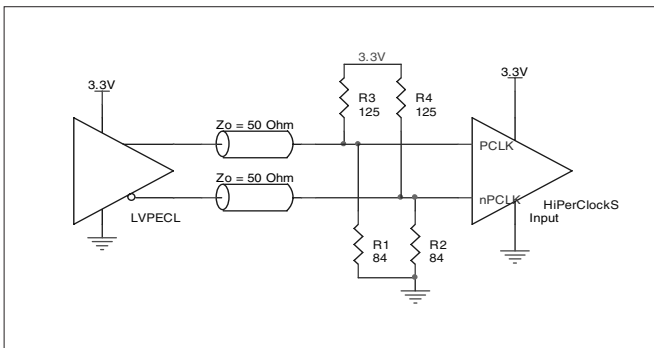 3.3V
3.3V
3.3V
R3
125
R4
125
Zo = 50 Ohm
PCLK
Zo = 50 Ohm
nPCLK
HiPerClockS
Input
LVPECL
R1
84
R2
84